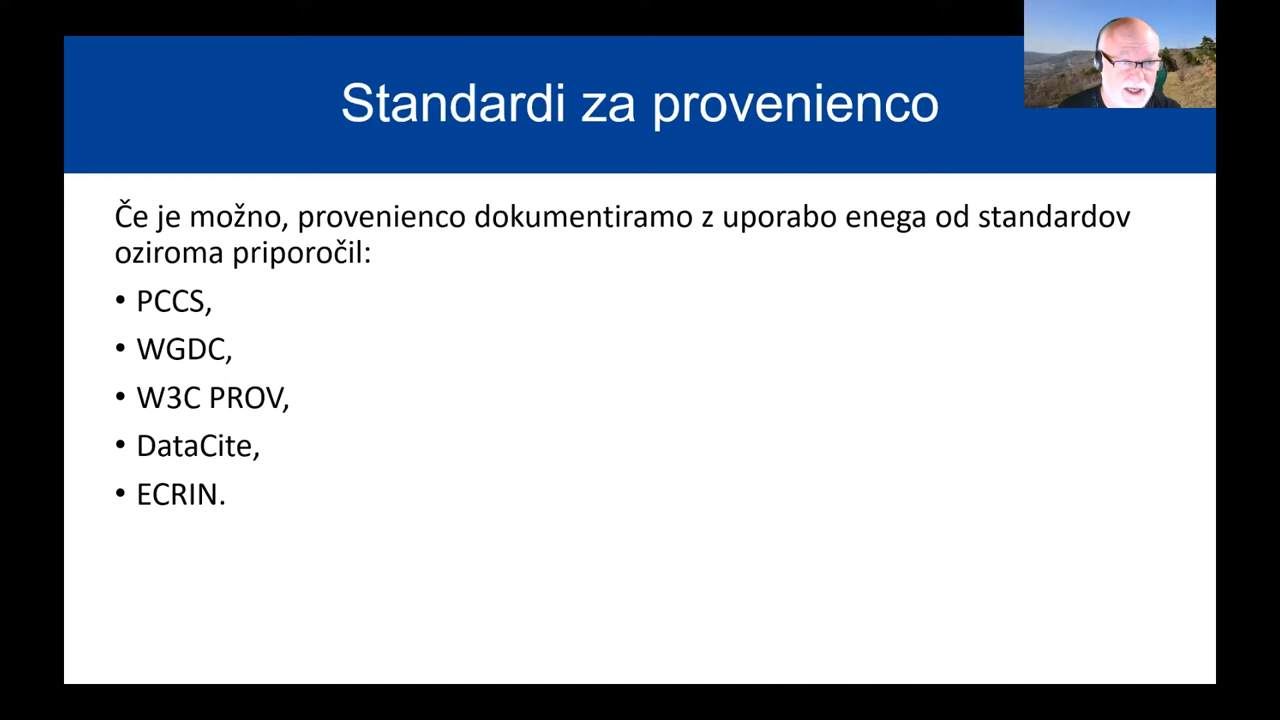 Standardi za provenienco
Če je možno, provenienco dokumentiramo z uporabo enega od standardov
oziroma priporočil:
• PCCS,
• WGDC,
• W3C PROV,
• DataCite,
• ECRIN.